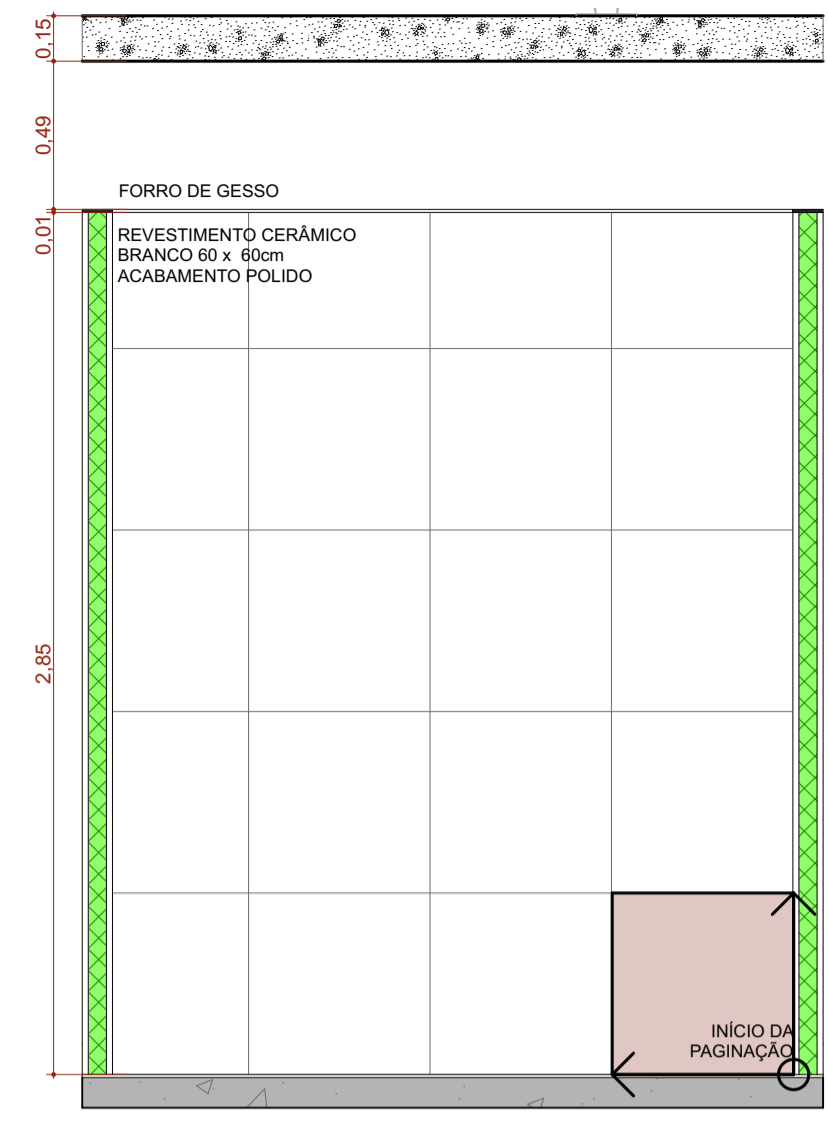 0,15
0,49
FORRO DE GESSO
0,01
REVESTIMENTO CERÂMICO
BRANCO 60 x  60cm
ACABAMENTO POLIDO
2,85
INÍCIO DA
PAGINAÇÃO